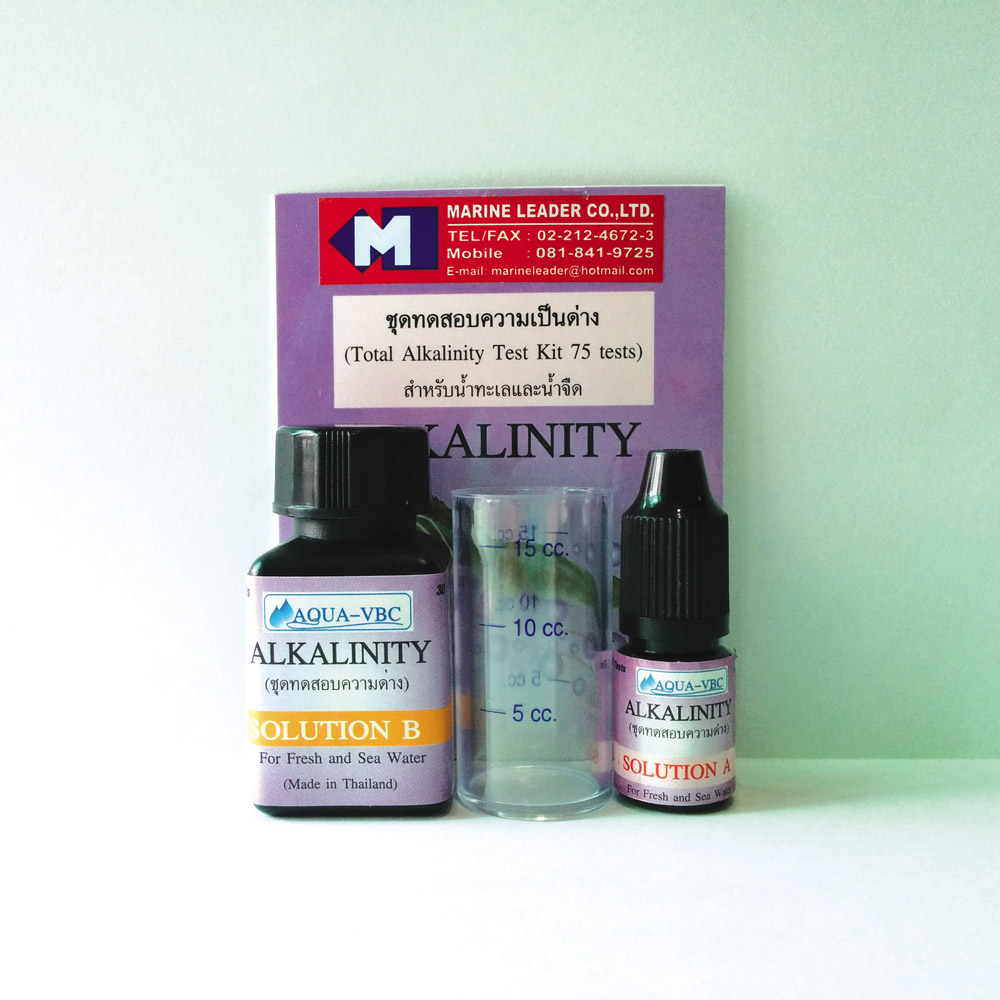 MARINE LEADER CO.,LTD.
TEL/FAX : 02-212-4672-3
Mobile : 081-841-9725
E-mail: marineleader@hotmail.com
M
ชุดทดสอบความเป็นด่าง
(Total Alkalinity Test Kit 75 tests)
สำหรับน้ำทะเลและน้ำจืด
KALINITY
AQUA-VBC
ALKALINITY
(ชุดทดสอบความด่าง)
SOLUTION B
For Fresh and Sea Water
(Made in Thailand)
15 cc.
10 cc.
5 cc.
Tests
AQUA-VBC
ALKALINITY
(ชุดทดสอบความด่าง)
SOLUTION A
For Fresh and Sea Water